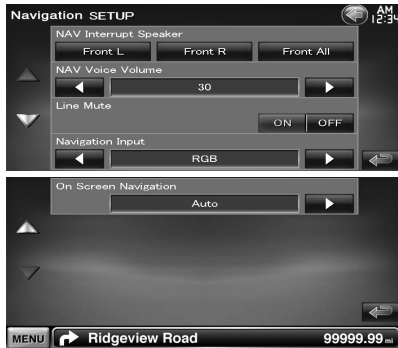 Navigation SETUP
AM
12:34
NAV Interrupt Speaker
Front L Front R Front All
NAV Voice Volume
30
Line Mute
ON OFF
Navigation Input
RGB
On Screen Navigation
Auto
MENU Ridgeview Road 99999.99 mi